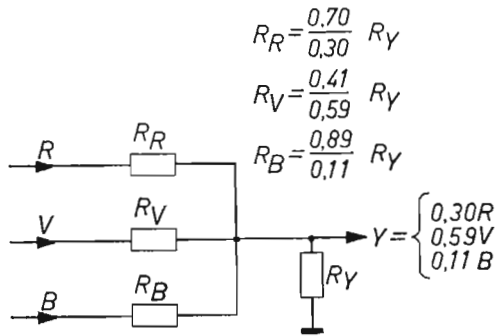 R_R = 0,70/0,30 R_Y
R_V = 0,41/0,59 R_Y
R_B = 0,89/0,11 R_Y
R R_R
V R_V
B R_B
R_Y
Y = { 0,30R
0,59V
0,11 B